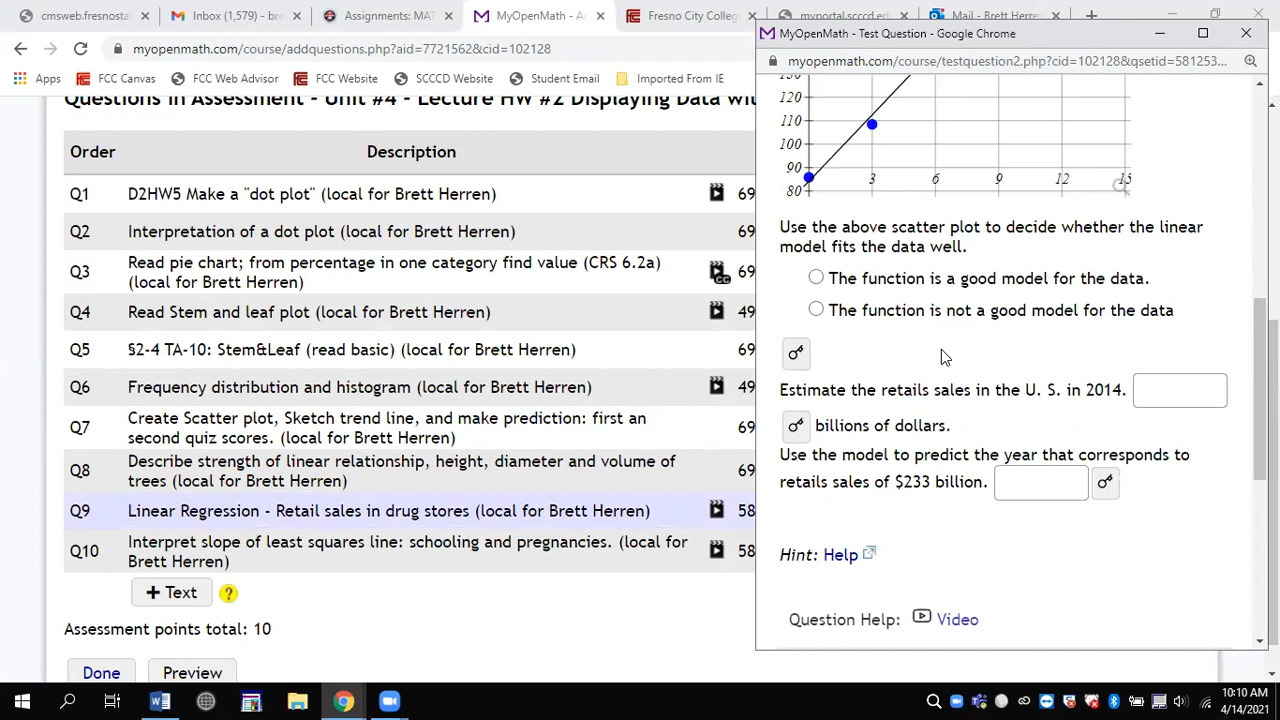 cmsweb.fresnostat
Inbox (1,579) - bre
Assignments: MAT
MyOpenMath - As
Fresno City Colleg
myportal.scccd.ed
Mail - Brett Herre
MyOpenMath - Test Question - Google Chrome
myopenmath.com/course/addquestions.php?aid=7721562&cid=102128
myopenmath.com/course/testquestion2.php?cid=102128&qsetid=581253...
Apps
FCC Canvas
FCC Web Advisor
FCC Website
SCCCD Website
Student Email
Imported From IE
Questions in Assessment - Unit #4 - Lecture HW #2 Displaying Data wi
Order
Description
Q1 D2HW5 Make a "dot plot" (local for Brett Herren) 69
Q2 Interpretation of a dot plot (local for Brett Herren) 69
Q3 Read pie chart; from percentage in one category find value (CRS 6.2a)
(local for Brett Herren) CC 69
Q4 Read Stem and leaf plot (local for Brett Herren) 49
Q5 §2-4 TA-10: Stem&Leaf (read basic) (local for Brett Herren) 69
Q6 Frequency distribution and histogram (local for Brett Herren) 49
Q7 Create Scatter plot, Sketch trend line, and make prediction: first an
second quiz scores. (local for Brett Herren) 69
Q8 Describe strength of linear relationship, height, diameter and volume of
trees (local for Brett Herren) 69
Q9 Linear Regression - Retail sales in drug stores (local for Brett Herren) 58
Q10 Interpret slope of least squares line: schooling and pregnancies. (local for
Brett Herren) 58
+ Text ?
Assessment points total: 10
Done Preview
130
120
110
100
90
80
3 6 9 12 15
Use the above scatter plot to decide whether the linear
model fits the data well.
The function is a good model for the data.
The function is not a good model for the data
Estimate the retails sales in the U. S. in 2014.
billions of dollars.
Use the model to predict the year that corresponds to
retails sales of $233 billion.
Hint: Help
Question Help: Video
10:10 AM
4/14/2021